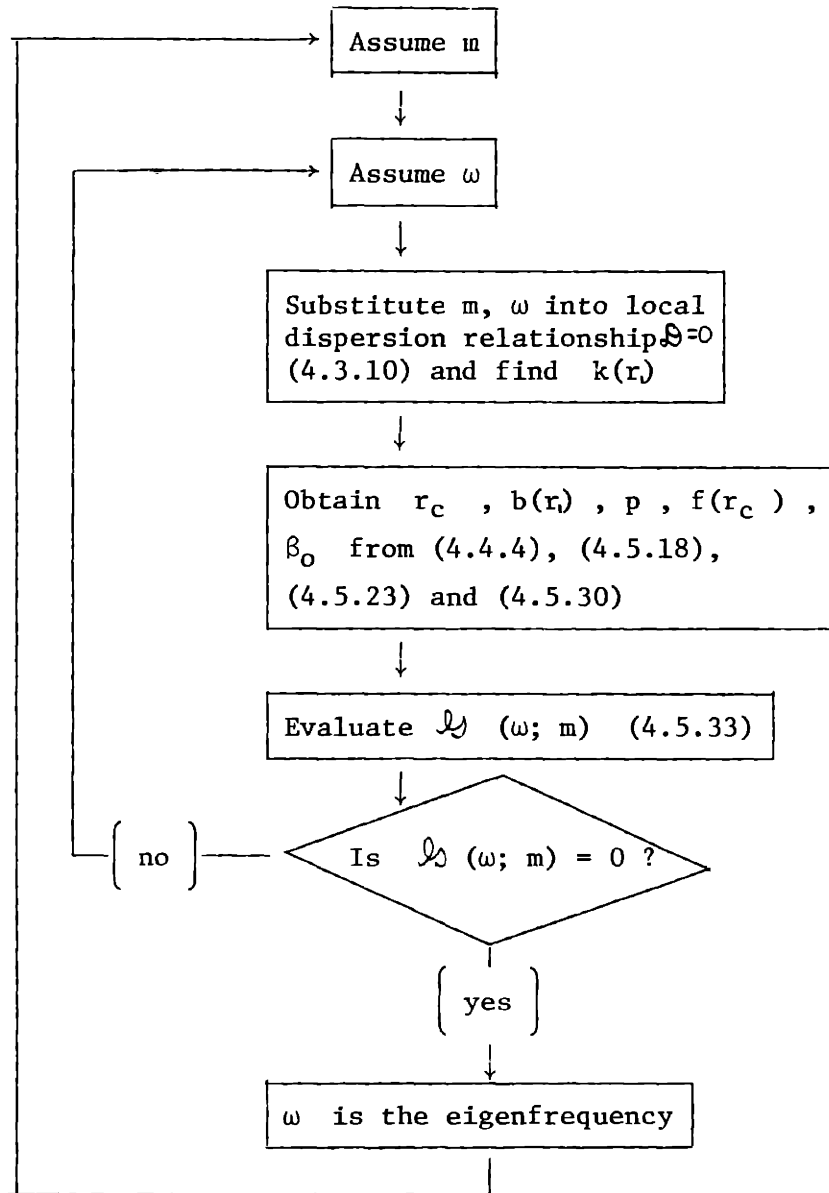 Assume m
Assume ω
Substitute m, ω into local
dispersion relationship 𝒟=0
(4.3.10) and find k(r)
Obtain r_c , b(r) , p , f(r_c ) ,
β_o from (4.4.4), (4.5.18),
(4.5.23) and (4.5.30)
Evaluate (ω; m) (4.5.33)
Is (ω; m) = 0 ?
no
yes
ω is the eigenfrequency